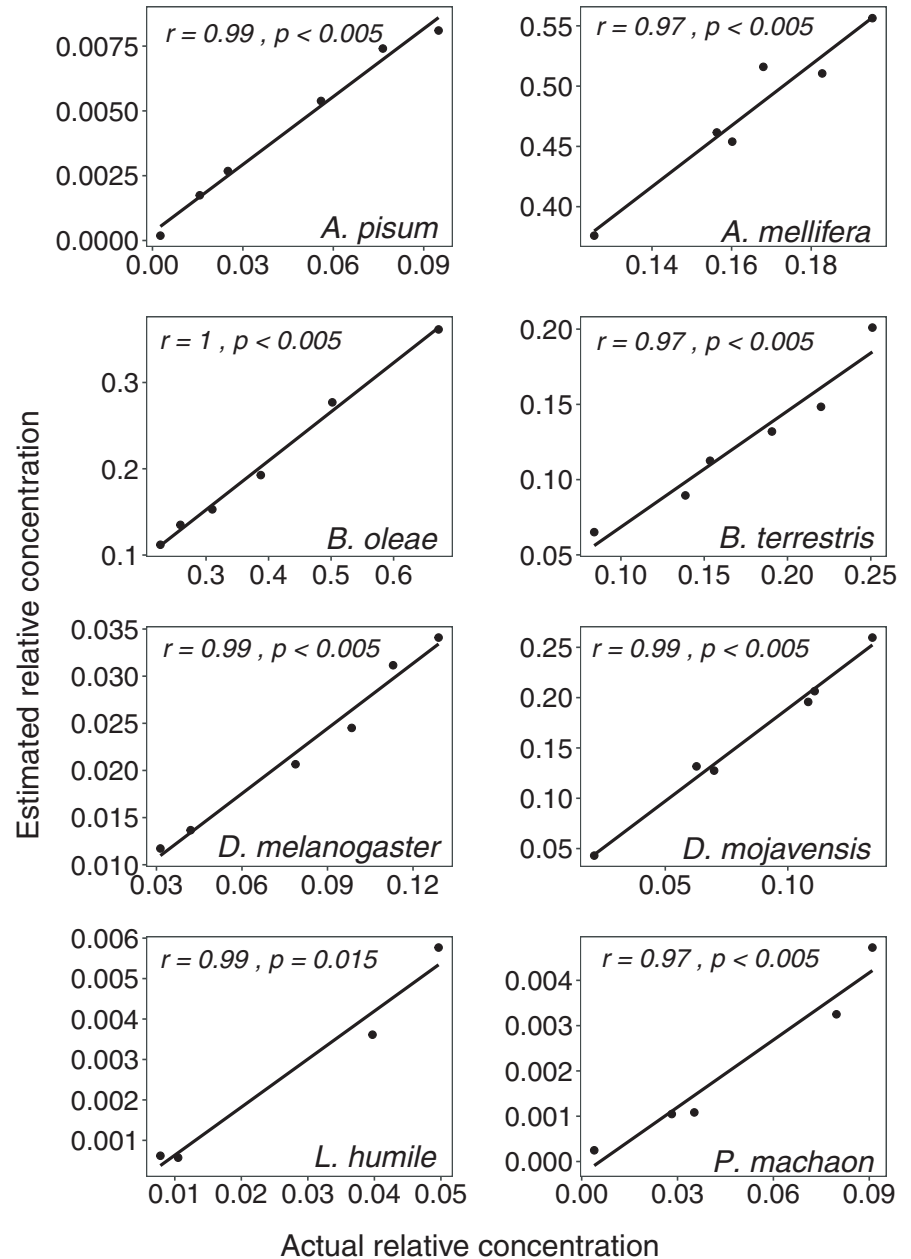 r = 0.99 , p < 0.005
0.0075
0.0050
0.0025
0.0000
A. pisum
0.00 0.03 0.06 0.09
r = 0.97 , p < 0.005
0.55
0.50
0.45
0.40
A. mellifera
0.14 0.16 0.18
r = 1 , p < 0.005
0.3
0.2
0.1
B. oleae
0.3 0.4 0.5 0.6
r = 0.97 , p < 0.005
0.20
0.15
0.10
0.05
B. terrestris
0.10 0.15 0.20 0.25
Estimated relative concentration
r = 0.99 , p < 0.005
0.035
0.030
0.025
0.020
0.015
0.010
D. melanogaster
0.03 0.06 0.09 0.12
r = 0.99 , p < 0.005
0.25
0.20
0.15
0.10
0.05
D. mojavensis
0.05 0.10
r = 0.99 , p = 0.015
0.006
0.005
0.004
0.003
0.002
0.001
L. humile
0.01 0.02 0.03 0.04 0.05
r = 0.97 , p < 0.005
0.004
0.003
0.002
0.001
0.000
P. machaon
0.00 0.03 0.06 0.09
Actual relative concentration